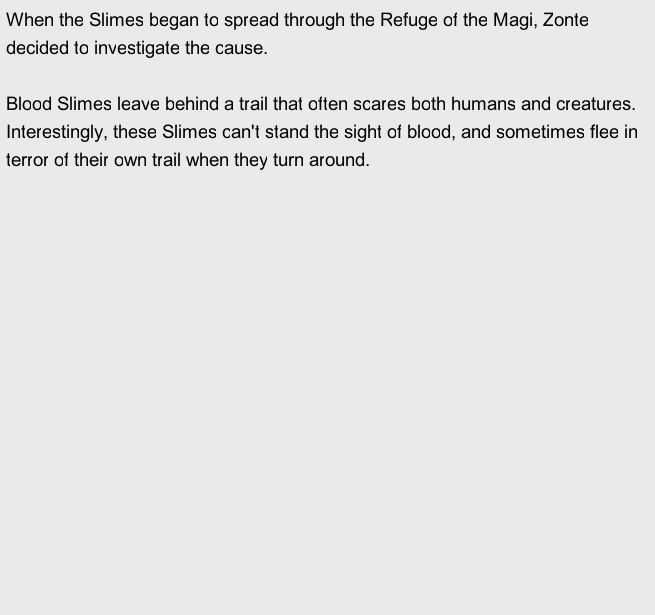 When the Slimes began to spread through the Refuge of the Magi, Zonte
decided to investigate the cause.

Blood Slimes leave behind a trail that often scares both humans and creatures.
Interestingly, these Slimes can't stand the sight of blood, and sometimes flee in
terror of their own trail when they turn around.